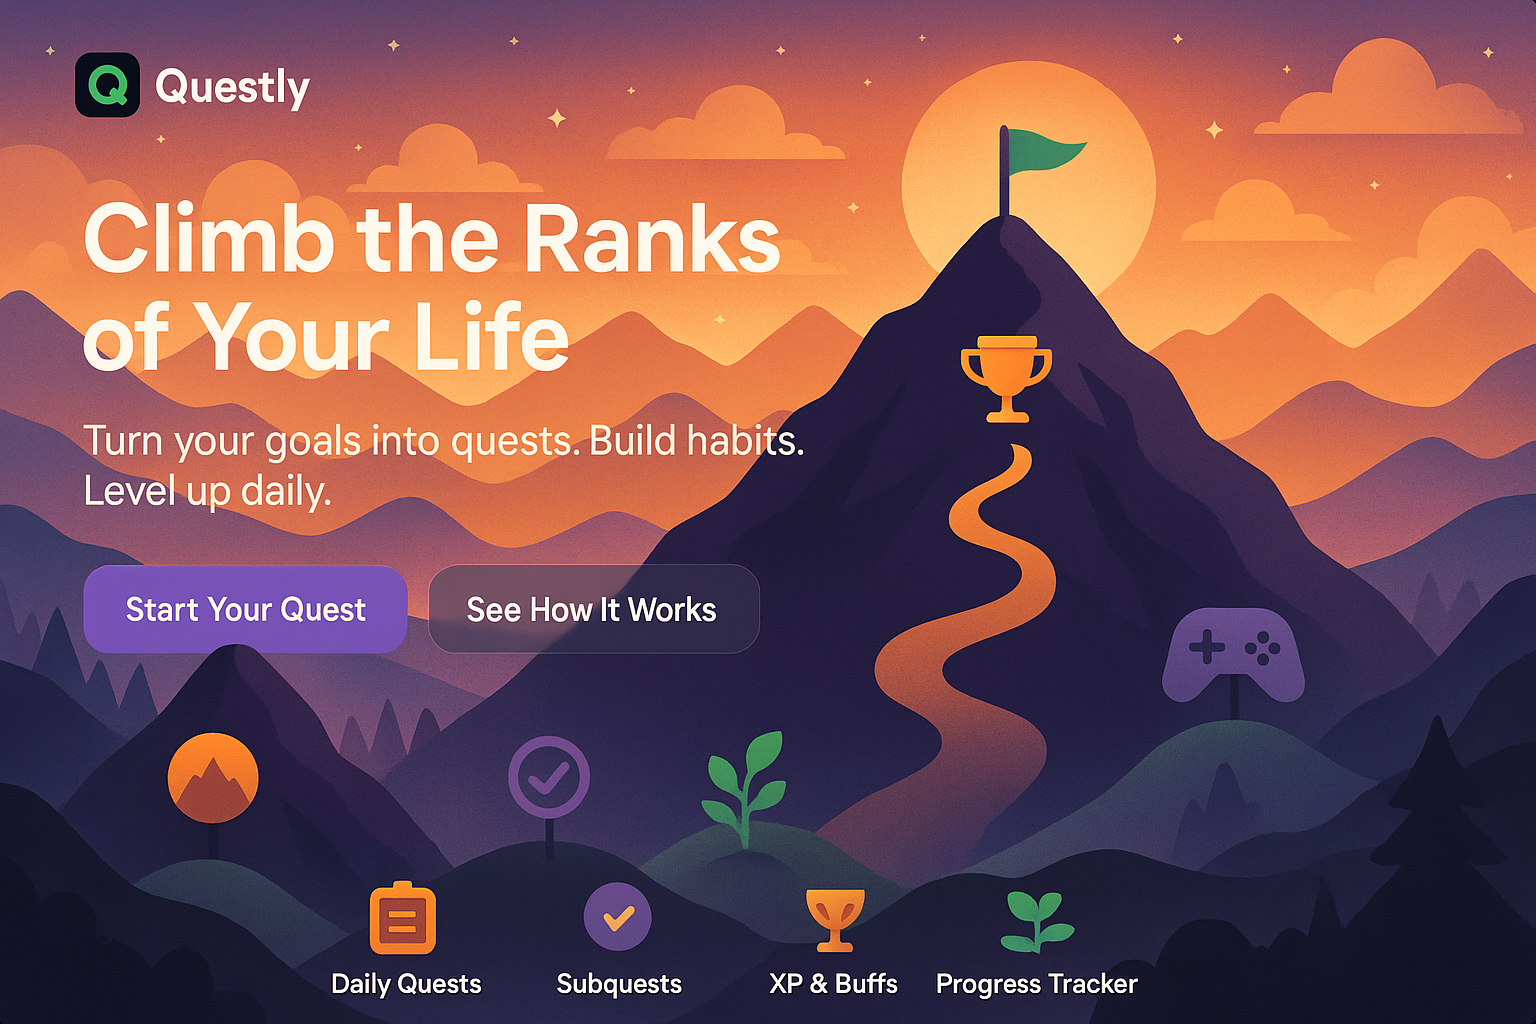 Questly
Climb the Ranks
of Your Life
Turn your goals into quests. Build habits.
Level up daily.
Start Your Quest
See How It Works
Daily Quests
Subquests
XP & Buffs
Progress Tracker